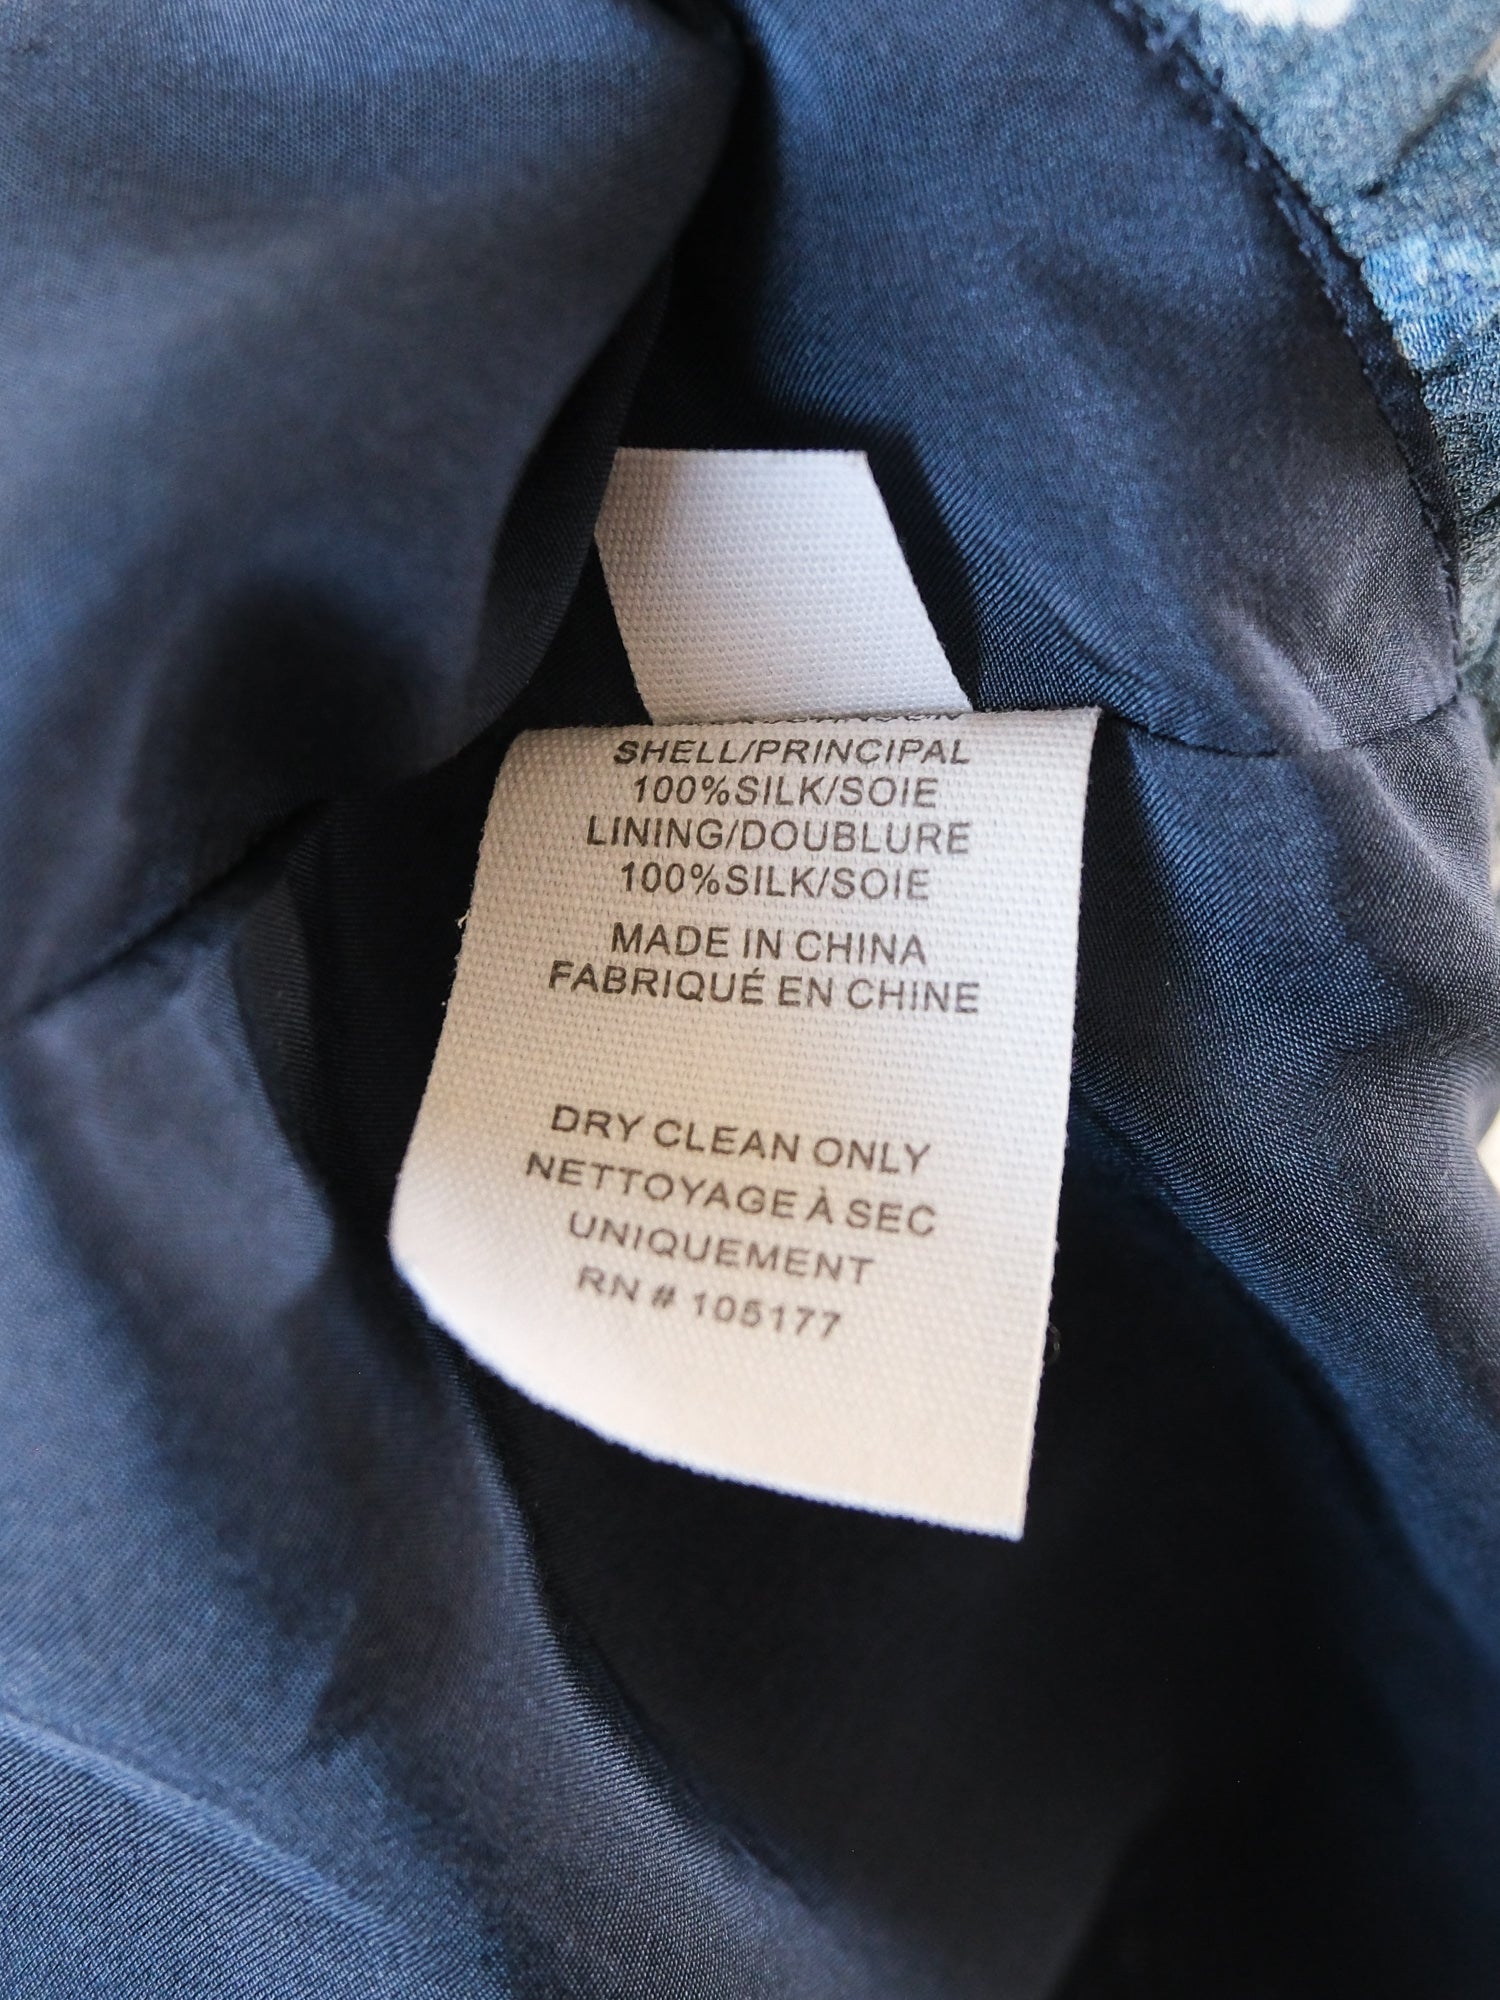 SHELL/PRINCIPAL
100%SILK/SOIE
LINING/DOUBLURE
100%SILK/SOIE
MADE IN CHINA
FABRIQUÉ EN CHINE
DRY CLEAN ONLY
NETTOYAGE À SEC
UNIQUEMENT
RN # 105177